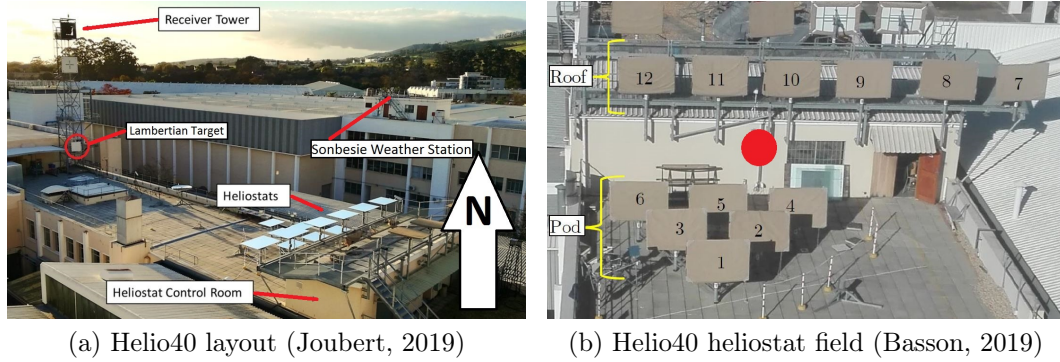 Receiver Tower
Lambertian Target
Sonbesie Weather Station
Heliostats
N
Heliostat Control Room
Roof
12 11 10 9 8 7
Pod
6 5 4
3 2
1
(a) Helio40 layout (Joubert, 2019)
(b) Helio40 heliostat field (Basson, 2019)